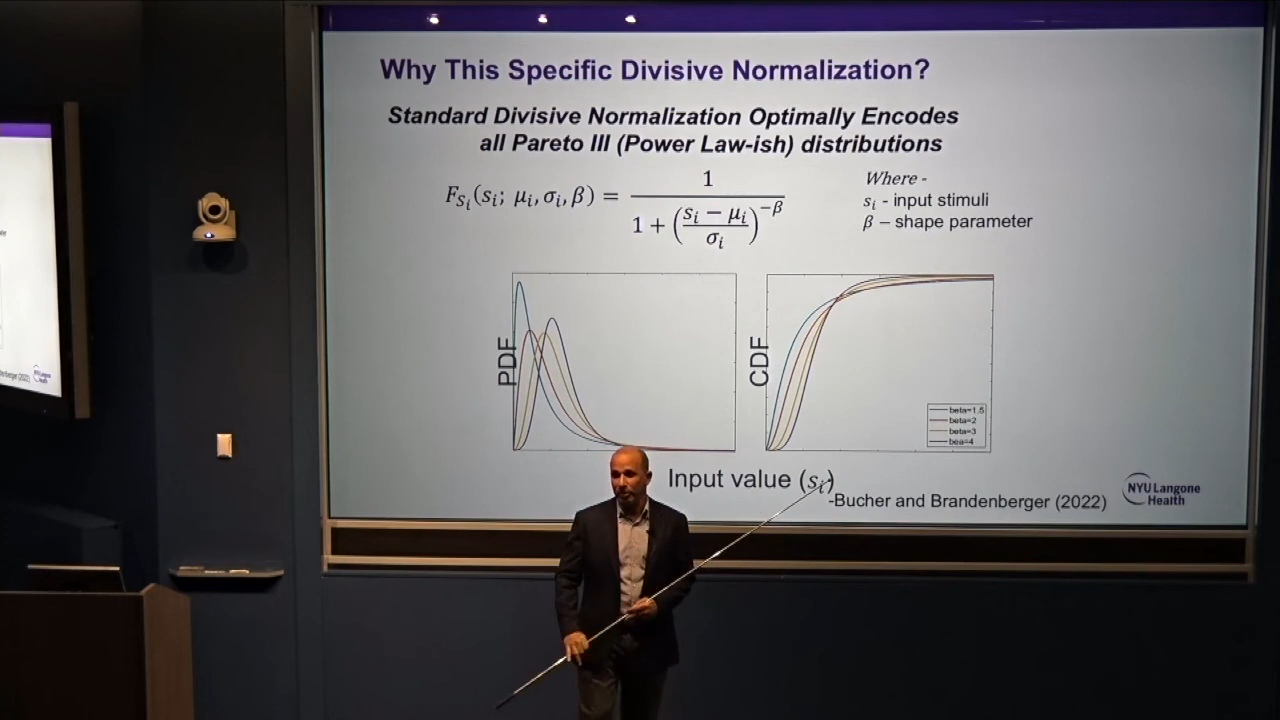 Why This Specific Divisive Normalization?
Standard Divisive Normalization Optimally Encodes
all Pareto III (Power Law-ish) distributions
F_{S_i}(s_i; μ_i, σ_i, β) = 1 / (1 + ((s_i − μ_i) / σ_i)^{−β})
Where -
s_i - input stimuli
β – shape parameter
PDF
CDF
beta=1.5
beta=2
beta=3
bea=4
Input value (s_i)
-Bucher and Brandenberger (2022)
NYU Langone
Health